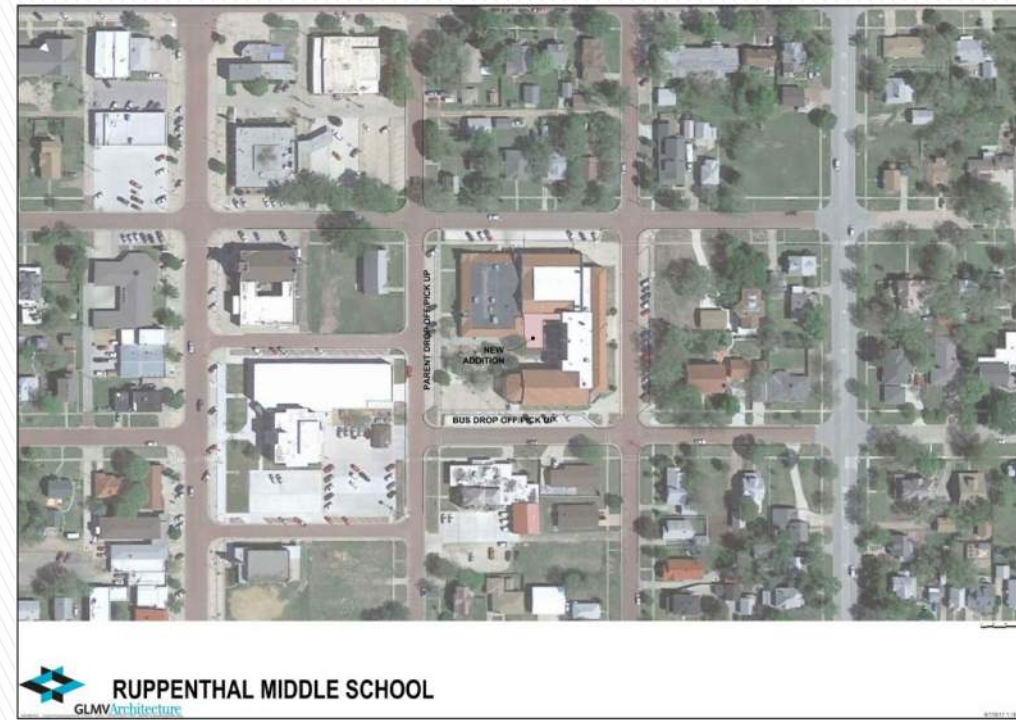 PARENT DROP OFF/PICK UP
NEW
ADDITION
BUS DROP OFF/PICK UP
RUPPENTHAL MIDDLE SCHOOL
GLMVArchitecture